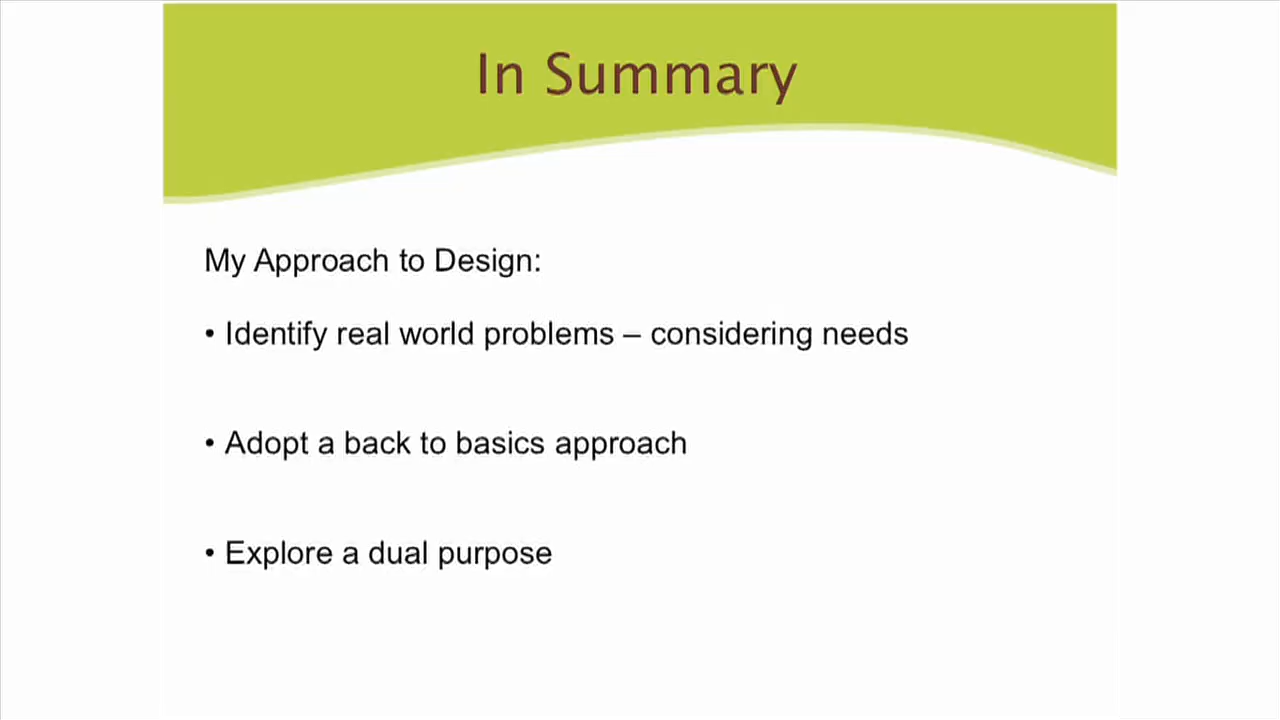 In Summary
My Approach to Design:
• Identify real world problems – considering needs
• Adopt a back to basics approach
• Explore a dual purpose